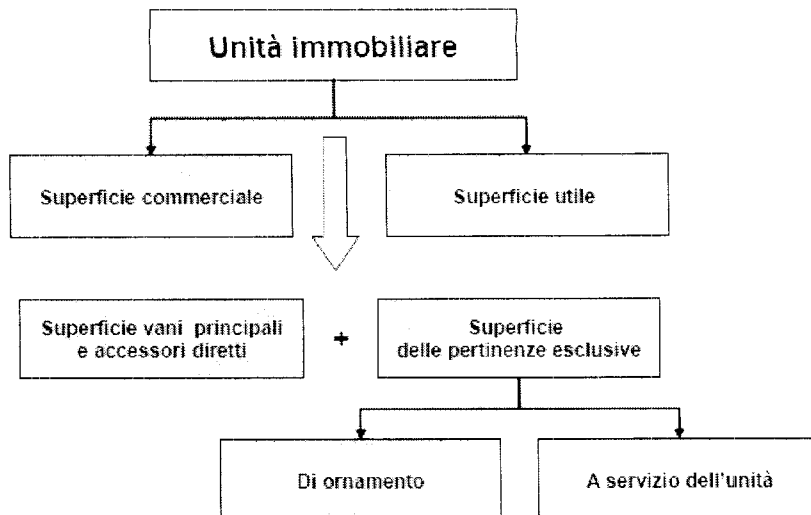 Unità immobiliare
Superficie commerciale
Superficie utile
Superficie vani principali
e accessori diretti
+
Superficie
delle pertinenze esclusive
Di ornamento
A servizio dell'unità